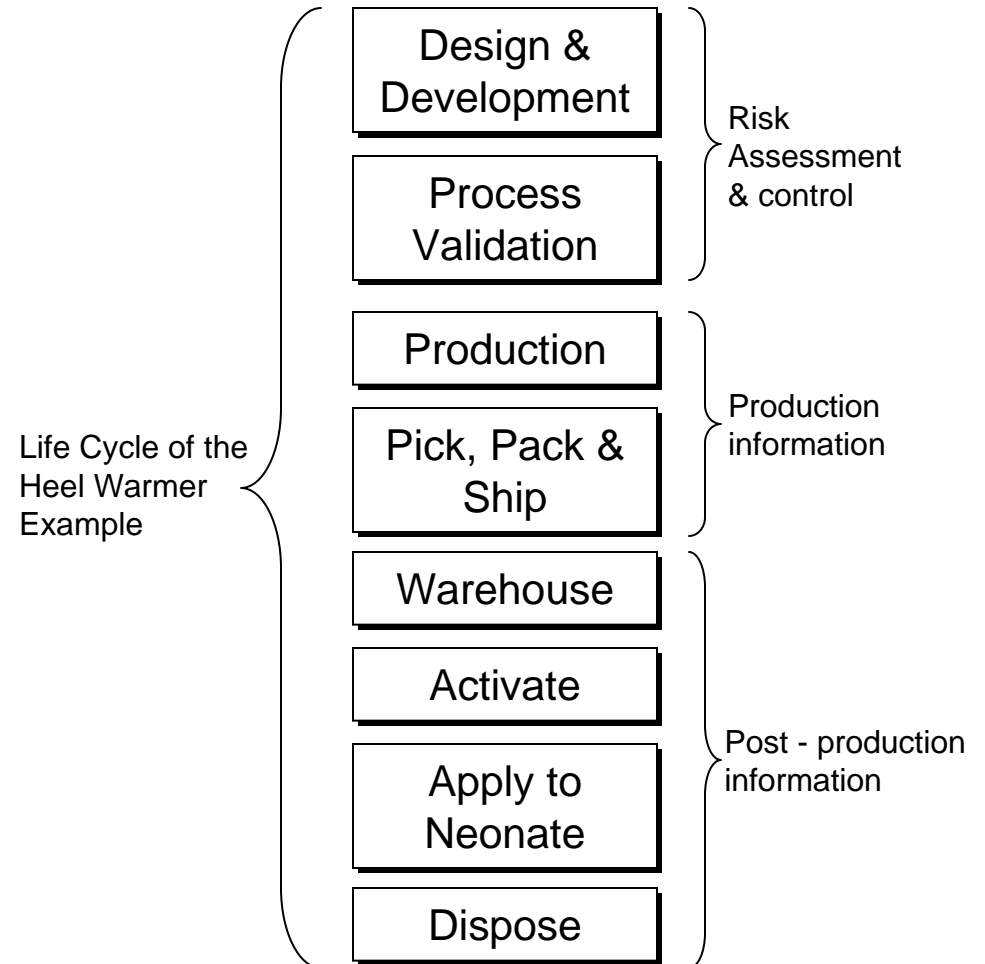 Life Cycle of the
Heel Warmer
Example
Design &
Development
Process
Validation
Production
Pick, Pack &
Ship
Warehouse
Activate
Apply to
Neonate
Dispose
Risk
Assessment
& control
Production
information
Post - production
information